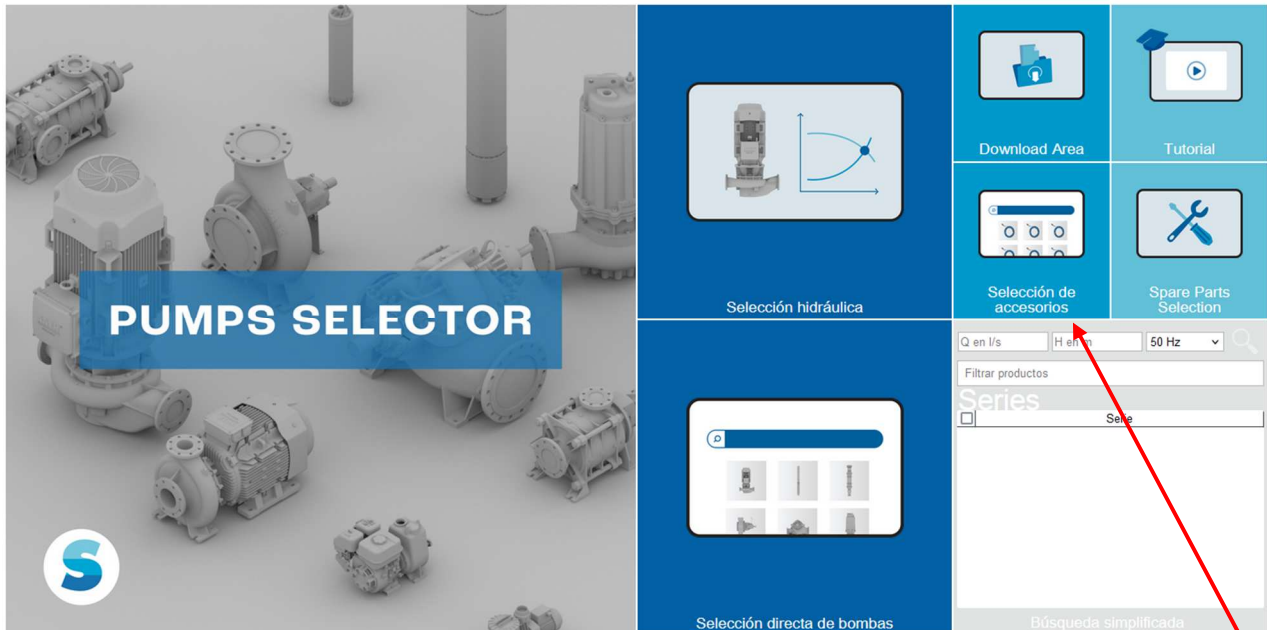 PUMPS SELECTOR
S
Selección hidráulica
Selección directa de bombas
Download Area
Tutorial
Selección de
accesorios
Spare Parts
Selection
Q en l/s
H en m
50 Hz
Filtrar productos
Series
Serie
Búsqueda simplificada